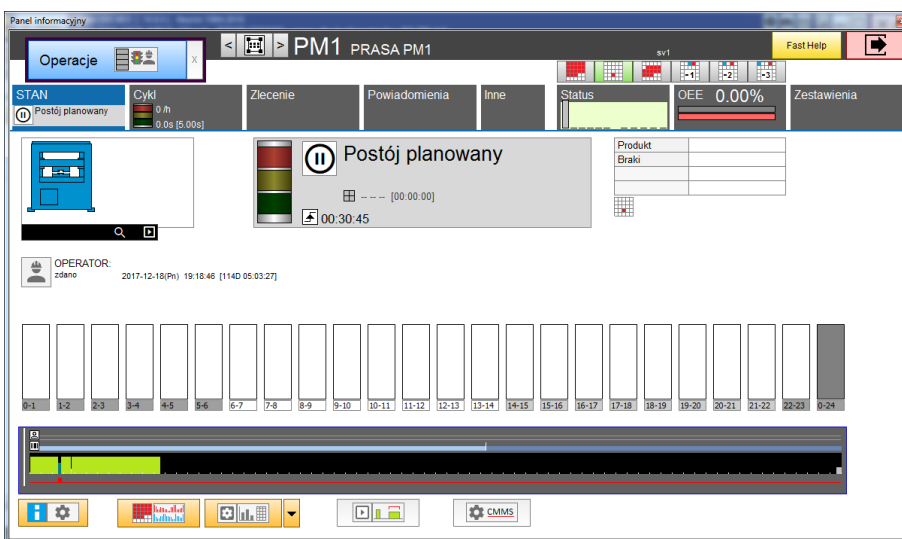 Panel informacyjny
Operacje
X
< > PM1 PRASA PM1
sv1
Fast Help
-1 -2 -3
STAN
Postój planowany
Cykl
0 /h
0.0s [5.00s]
Zlecenie
Powiadomienia
Inne
Status
OEE 0.00%
Zestawienia
Postój planowany
-- -- -- [00:00:00]
00:30:45
Produkt
Braki
OPERATOR:
zdano 2017-12-18(Pn) 19:18:46 [114D 05:03:27]
0-1 1-2 2-3 3-4 4-5 5-6 6-7 7-8 8-9 9-10 10-11 11-12 12-13 13-14 14-15 15-16 16-17 17-18 18-19 19-20 20-21 21-22 22-23 0-24
CMMS